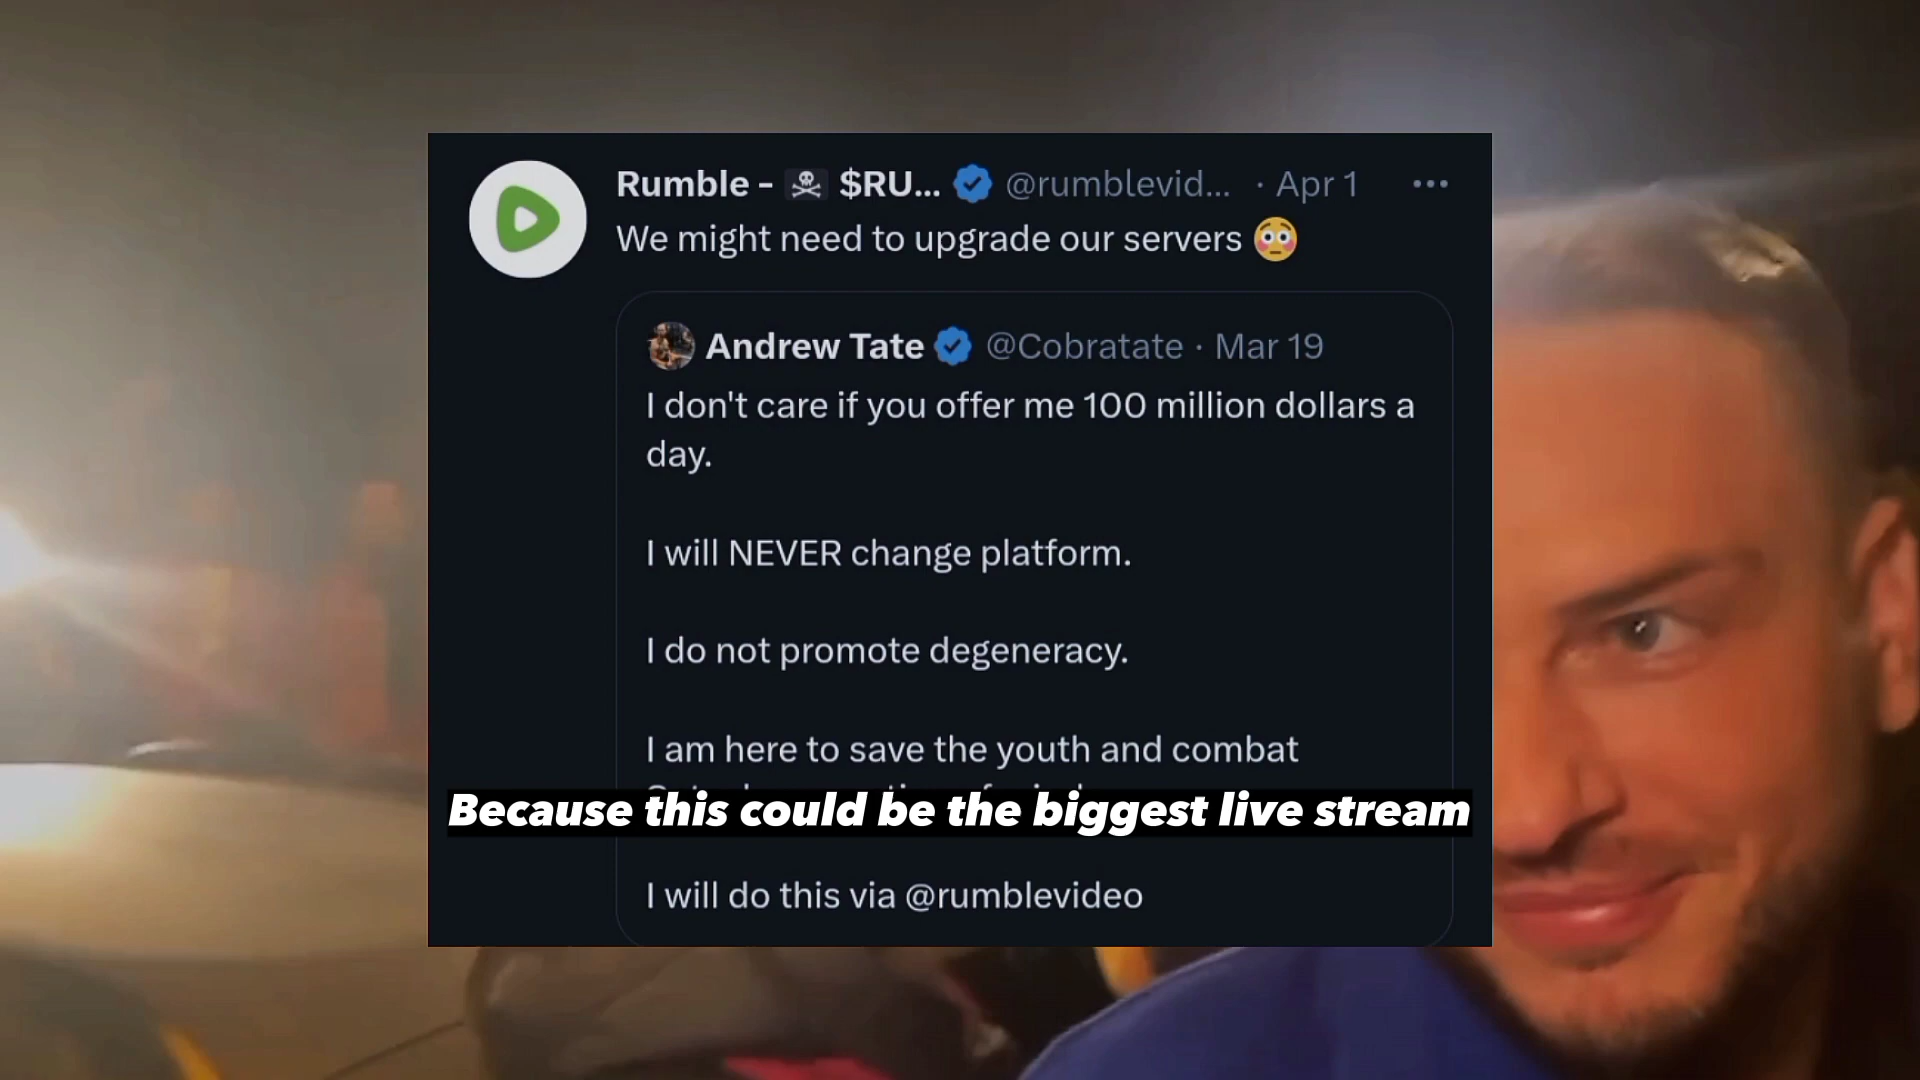 Rumble - ☠ $RU... @rumblevid... · Apr 1 ...
We might need to upgrade our servers 😳
Andrew Tate @Cobratate · Mar 19
I don't care if you offer me 100 million dollars a
day.
I will NEVER change platform.
I do not promote degeneracy.
I am here to save the youth and combat
Because this could be the biggest live stream
I will do this via @rumblevideo